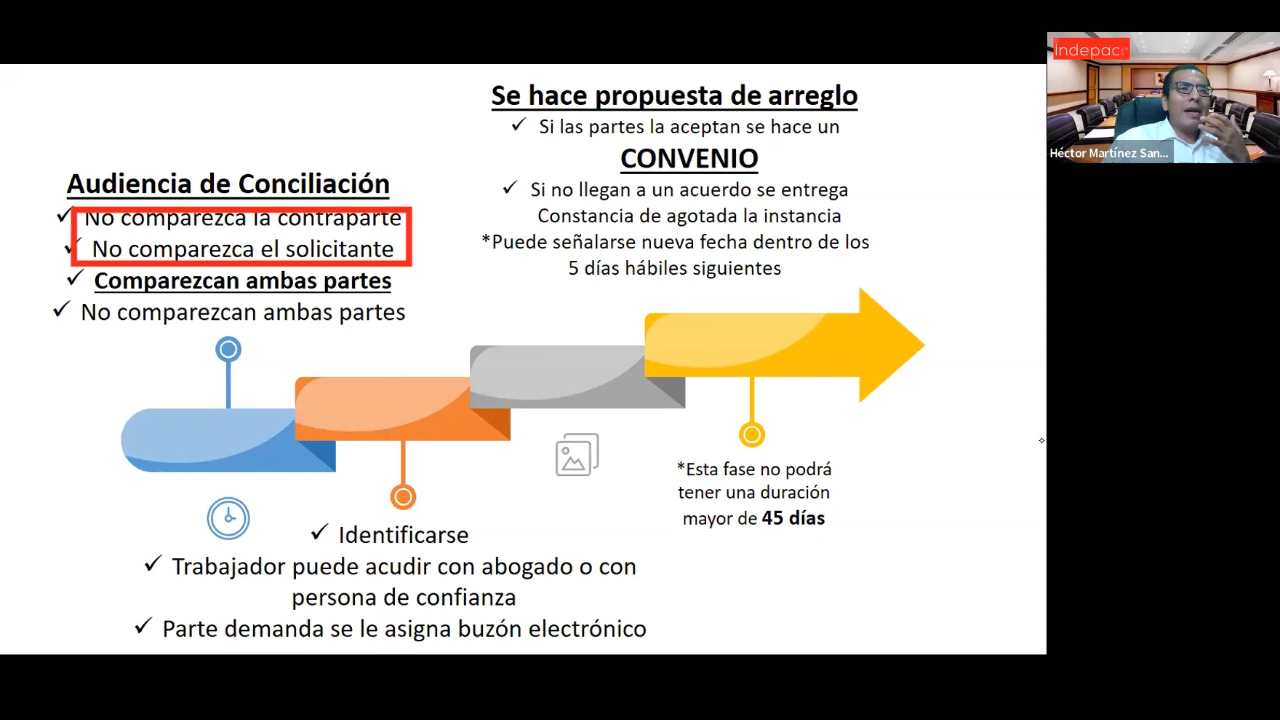 Se hace propuesta de arreglo
✓ Si las partes la aceptan se hace un
CONVENIO
✓ Si no llegan a un acuerdo se entrega
Constancia de agotada la instancia
*Puede señalarse nueva fecha dentro de los
5 días hábiles siguientes
Audiencia de Conciliación
✓ No comparezca la contraparte
✓ No comparezca el solicitante
✓ Comparezcan ambas partes
✓ No comparezcan ambas partes
✓ Identificarse
✓ Trabajador puede acudir con abogado o con
persona de confianza
✓ Parte demanda se le asigna buzón electrónico
*Esta fase no podrá
tener una duración
mayor de 45 días
Indepac
Héctor Martínez San...